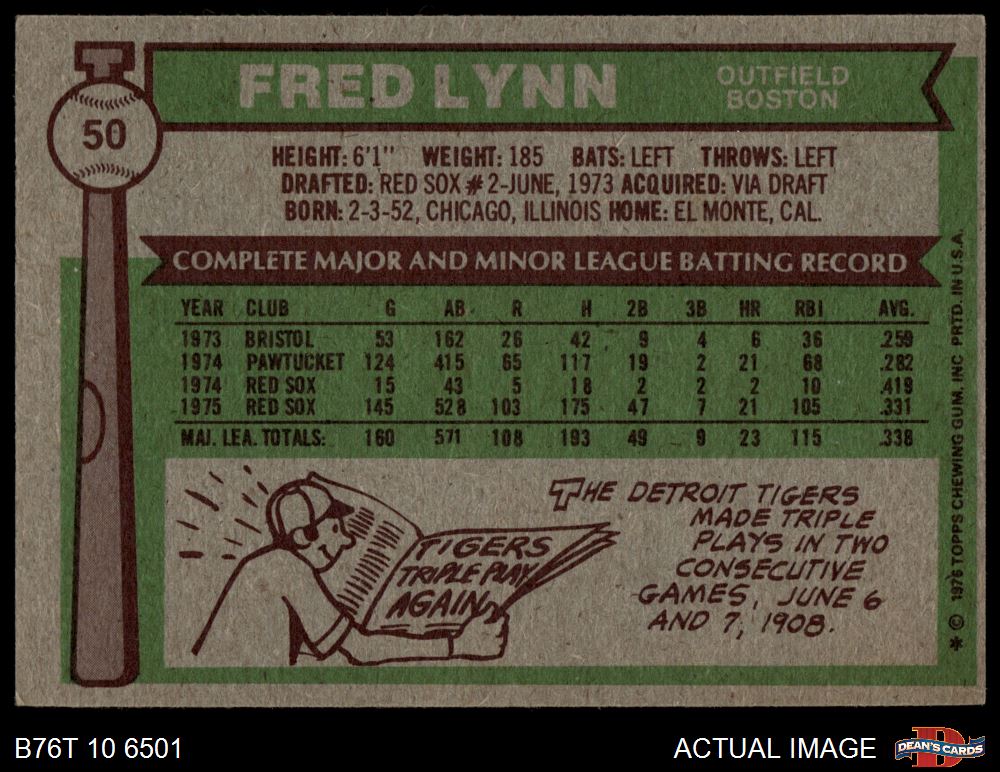 FRED LYNN
OUTFIELD
BOSTON
50
HEIGHT: 6'1" WEIGHT: 185 BATS: LEFT THROWS: LEFT
DRAFTED: RED SOX #2-JUNE, 1973 ACQUIRED: VIA DRAFT
BORN: 2-3-52, CHICAGO, ILLINOIS HOME: EL MONTE, CAL.
COMPLETE MAJOR AND MINOR LEAGUE BATTING RECORD
YEAR CLUB G AB R H 2B 3B HR RBI AVG.
1973 BRISTOL 53 162 26 42 9 4 6 36 .259
1974 PAWTUCKET 124 415 65 117 19 2 21 68 .282
1974 RED SOX 15 43 5 18 2 2 2 10 .419
1975 RED SOX 145 528 103 175 47 7 21 105 .331
MAJ. LEA. TOTALS: 160 571 108 193 49 9 23 115 .338
TIGERS
TRIPLE PLAY
AGAIN
THE DETROIT TIGERS
MADE TRIPLE
PLAYS IN TWO
CONSECUTIVE
GAMES, JUNE 6
AND 7, 1908.
* © 1976 TOPPS CHEWING GUM, INC PRTD. IN U.S.A.
B76T 10 6501
ACTUAL IMAGE
D
DEAN'S CARDS